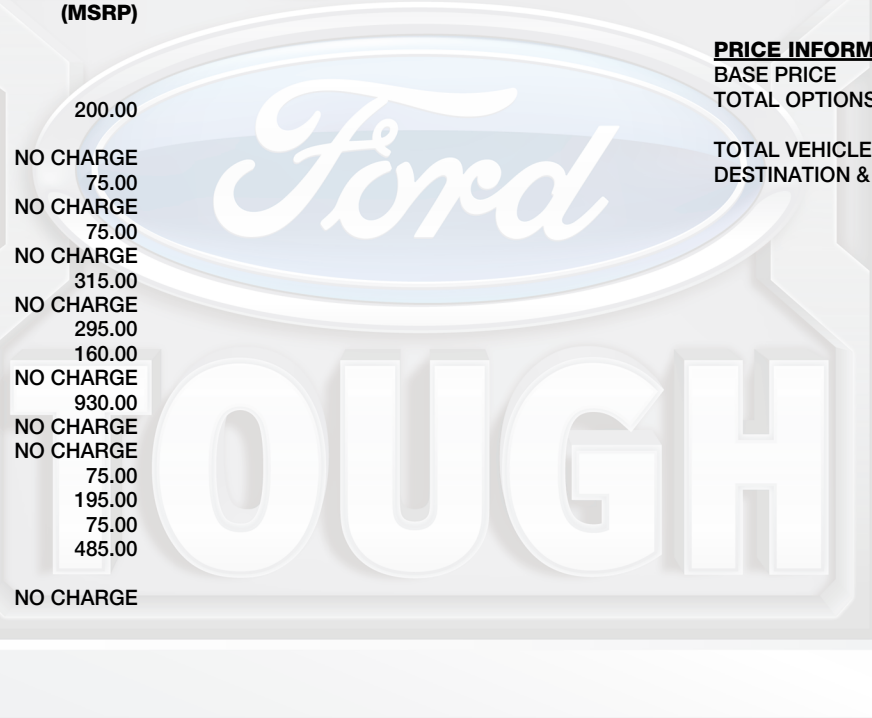 (MSRP)
200.00
NO CHARGE
75.00
NO CHARGE
75.00
NO CHARGE
315.00
NO CHARGE
295.00
160.00
NO CHARGE
930.00
NO CHARGE
NO CHARGE
75.00
195.00
75.00
485.00
NO CHARGE
PRICE INFORM
BASE PRICE
TOTAL OPTIONS
TOTAL VEHICLE
DESTINATION &
Ford
TOUGH